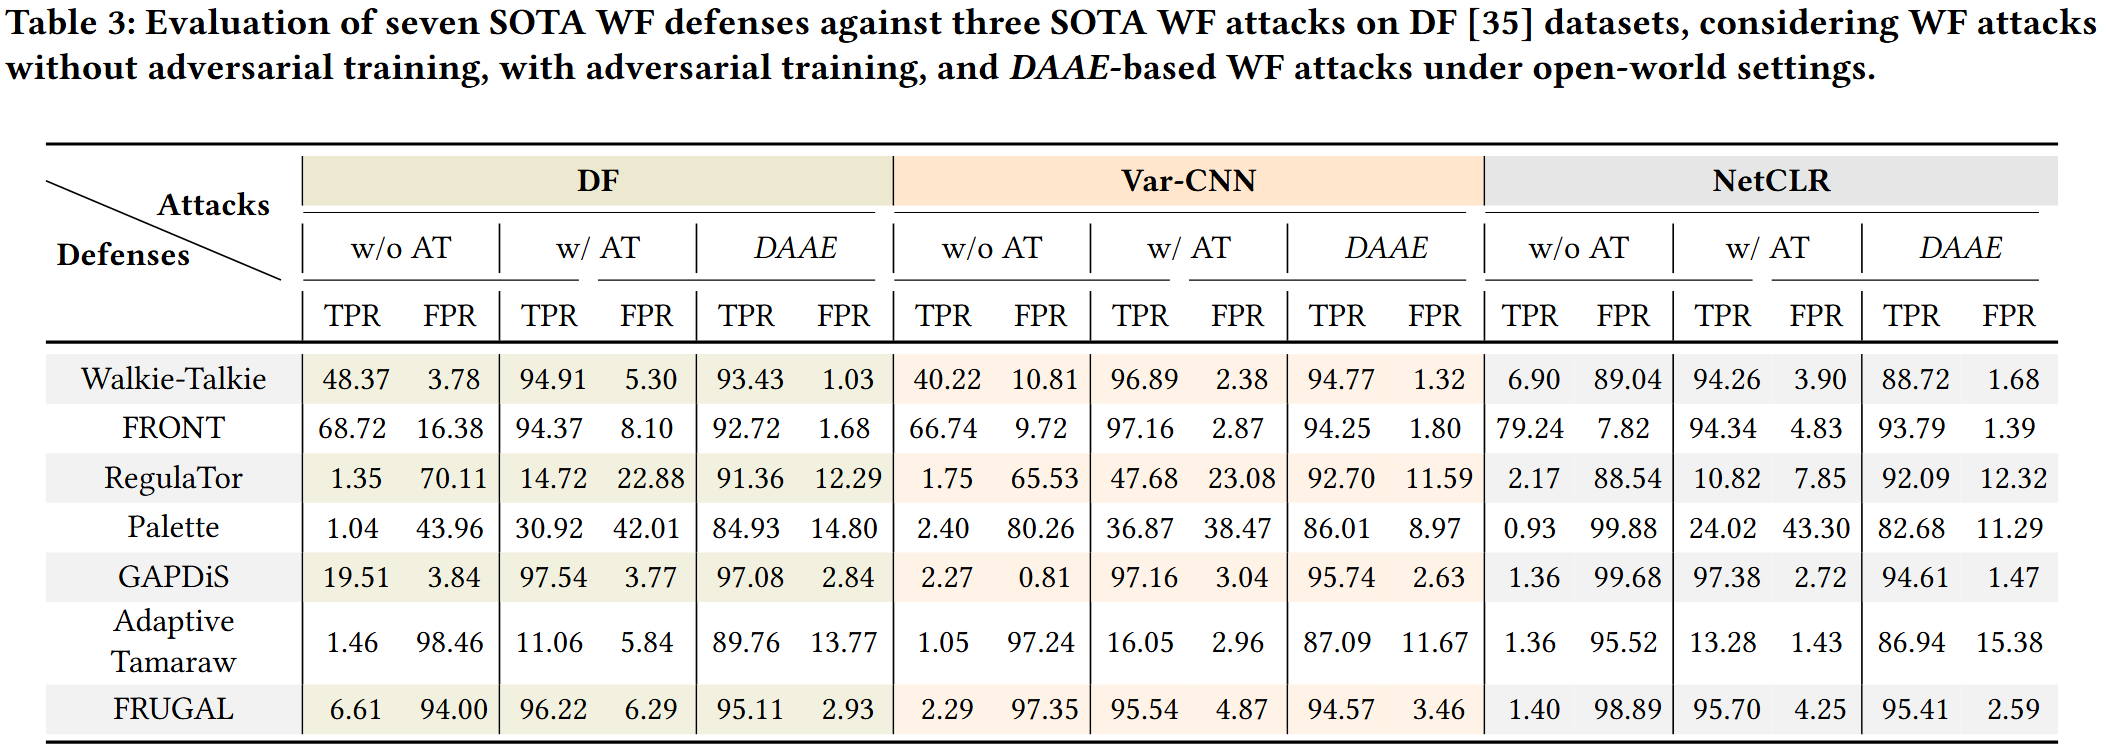 Table 3: Evaluation of seven SOTA WF defenses against three SOTA WF attacks on DF [35] datasets, considering WF attacks
without adversarial training, with adversarial training, and DAAE-based WF attacks under open-world settings.
Attacks DF Var-CNN NetCLR
Defenses w/o AT w/ AT DAAE w/o AT w/ AT DAAE w/o AT w/ AT DAAE
TPR FPR TPR FPR TPR FPR TPR FPR TPR FPR TPR FPR TPR FPR TPR FPR TPR FPR
Walkie-Talkie 48.37 3.78 94.91 5.30 93.43 1.03 40.22 10.81 96.89 2.38 94.77 1.32 6.90 89.04 94.26 3.90 88.72 1.68
FRONT 68.72 16.38 94.37 8.10 92.72 1.68 66.74 9.72 97.16 2.87 94.25 1.80 79.24 7.82 94.34 4.83 93.79 1.39
RegulaTor 1.35 70.11 14.72 22.88 91.36 12.29 1.75 65.53 47.68 23.08 92.70 11.59 2.17 88.54 10.82 7.85 92.09 12.32
Palette 1.04 43.96 30.92 42.01 84.93 14.80 2.40 80.26 36.87 38.47 86.01 8.97 0.93 99.88 24.02 43.30 82.68 11.29
GAPDiS 19.51 3.84 97.54 3.77 97.08 2.84 2.27 0.81 97.16 3.04 95.74 2.63 1.36 99.68 97.38 2.72 94.61 1.47
Adaptive
Tamaraw 1.46 98.46 11.06 5.84 89.76 13.77 1.05 97.24 16.05 2.96 87.09 11.67 1.36 95.52 13.28 1.43 86.94 15.38
FRUGAL 6.61 94.00 96.22 6.29 95.11 2.93 2.29 97.35 95.54 4.87 94.57 3.46 1.40 98.89 95.70 4.25 95.41 2.59